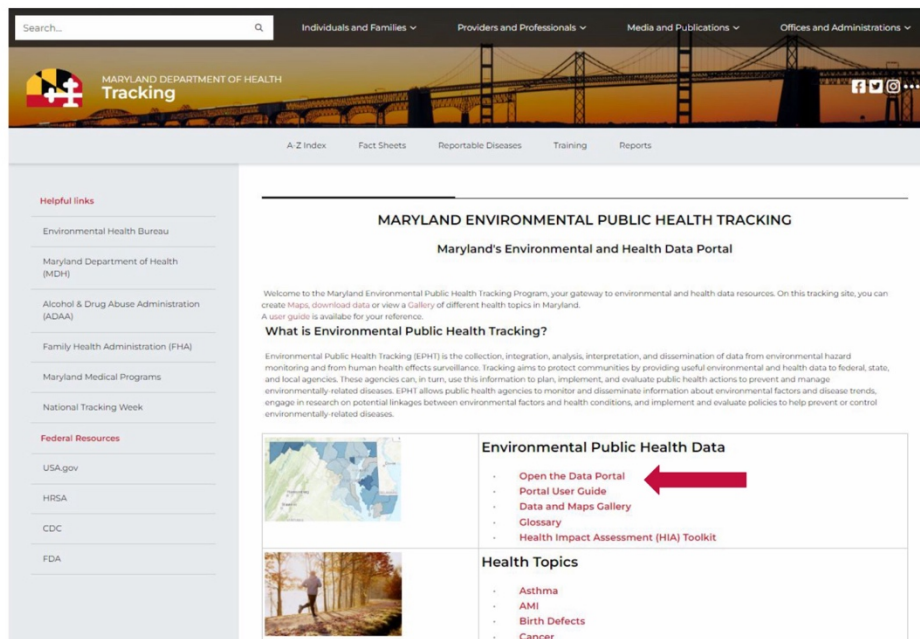 Search...
Individuals and Families
Providers and Professionals
Media and Publications
Offices and Administrations
MARYLAND DEPARTMENT OF HEALTH
Tracking
A-Z Index
Fact Sheets
Reportable Diseases
Training
Reports
Helpful links
Environmental Health Bureau
Maryland Department of Health
(MDH)
Alcohol & Drug Abuse Administration
(ADAA)
Family Health Administration (FHA)
Maryland Medical Programs
National Tracking Week
Federal Resources
USA.gov
HRSA
CDC
FDA
MARYLAND ENVIRONMENTAL PUBLIC HEALTH TRACKING
Maryland's Environmental and Health Data Portal
Welcome to the Maryland Environmental Public Health Tracking Program, your gateway to environmental and health data resources. On this tracking site, you can
create Maps, download data or view a Gallery of different health topics in Maryland.
A user guide is availabe for your reference.
What is Environmental Public Health Tracking?
Environmental Public Health Tracking (EPHT) is the collection, integration, analysis, interpretation, and dissemination of data from environmental hazard
monitoring and from human health effects surveillance. Tracking aims to protect communities by providing useful environmental and health data to federal, state,
and local agencies. These agencies can, in turn, use this information to plan, implement, and evaluate public health actions to prevent and manage
environmentally-related diseases. EPHT allows public health agencies to monitor and disseminate information about environmental factors and disease trends,
engage in research on potential linkages between environmental factors and health conditions, and implement and evaluate policies to help prevent or control
environmentally-related diseases.
Environmental Public Health Data
· Open the Data Portal
· Portal User Guide
· Data and Maps Gallery
· Glossary
· Health Impact Assessment (HIA) Toolkit
Health Topics
· Asthma
· AMI
· Birth Defects
· Cancer